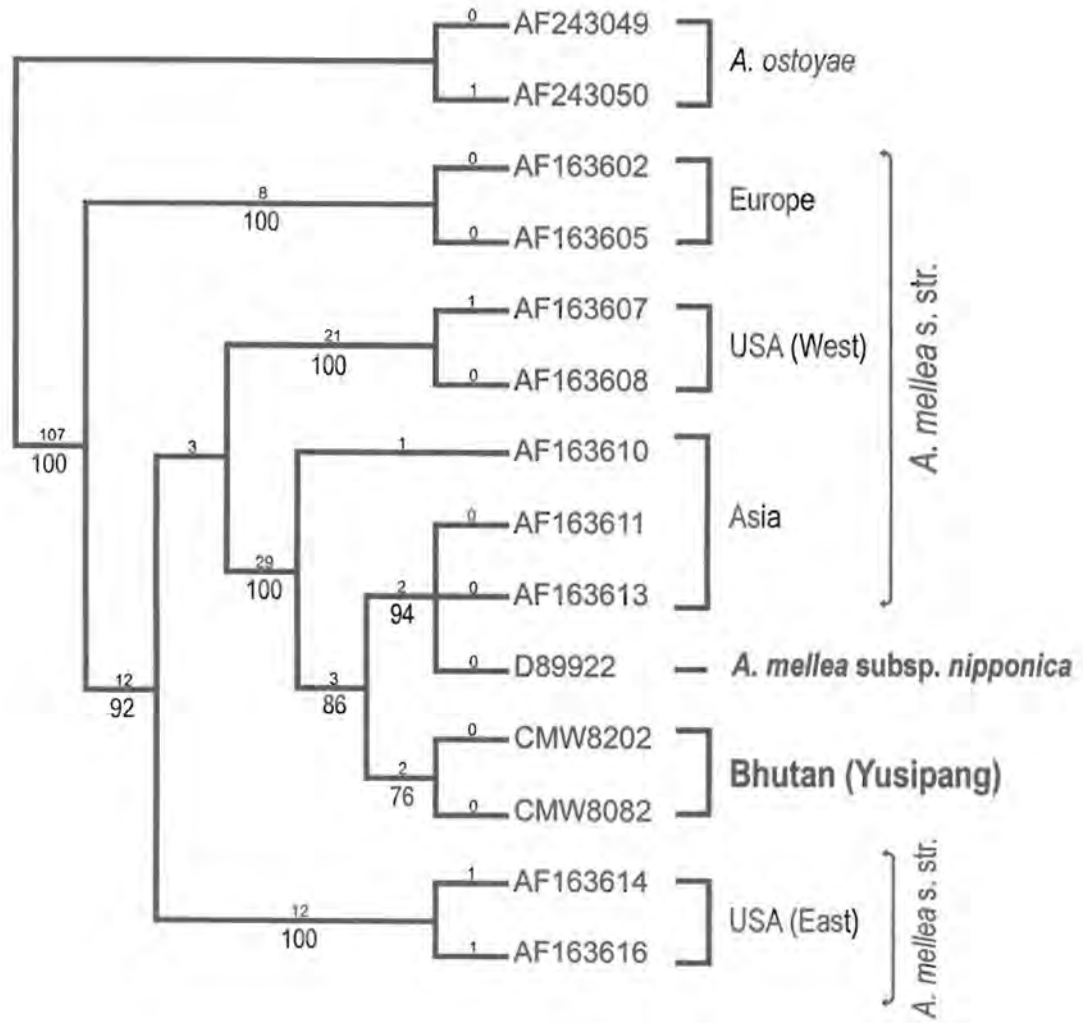 0
AF243049
A. ostoyae
1
AF243050
0
AF163602
8
100
Europe
0
AF163605
1
AF163607
21
100
USA (West)
0
AF163608
A. mellea s. str.
107
100
3
1
AF163610
0
AF163611
Asia
29
100
2
94
0
AF163613
0
D89922
A. mellea subsp. nipponica
12
92
3
86
0
CMW8202
2
76
Bhutan (Yusipang)
0
CMW8082
1
AF163614
12
100
USA (East)
1
AF163616
A. mellea s. str.